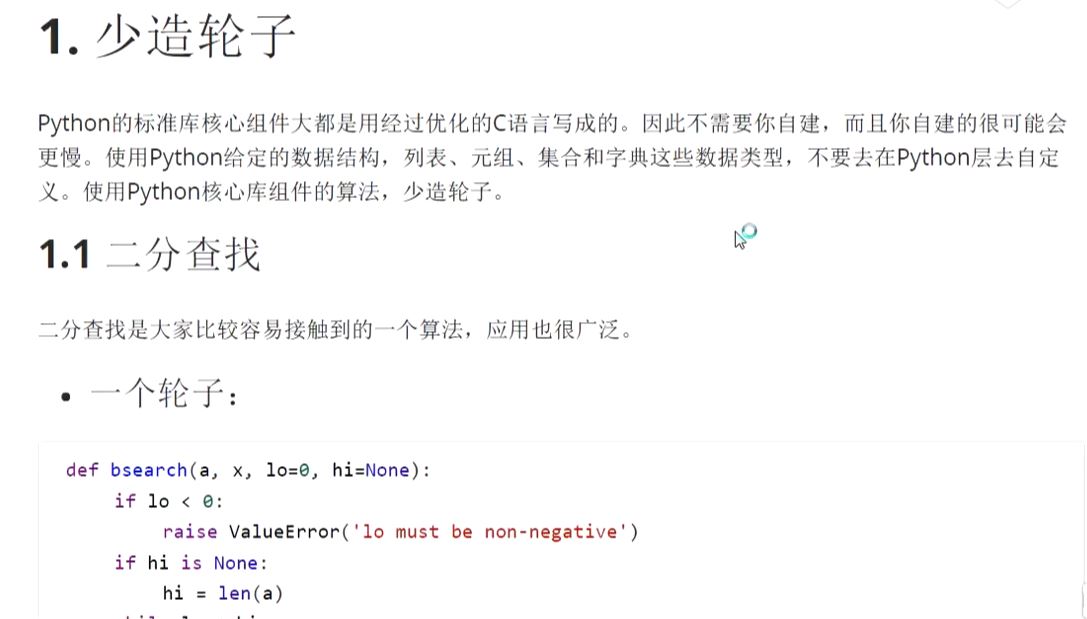 1. 少造轮子
Python的标准库核心组件大都是用经过优化的C语言写成的。因此不需要你自建，而且你自建的很可能会
更慢。使用Python给定的数据结构，列表、元组、集合和字典这些数据类型，不要去在Python层去自定
义。使用Python核心库组件的算法，少造轮子。
1.1 二分查找
二分查找是大家比较容易接触到的一个算法，应用也很广泛。
• 一个轮子：
def bsearch(a, x, lo=0, hi=None):
if lo < 0:
raise ValueError('lo must be non-negative')
if hi is None:
hi = len(a)